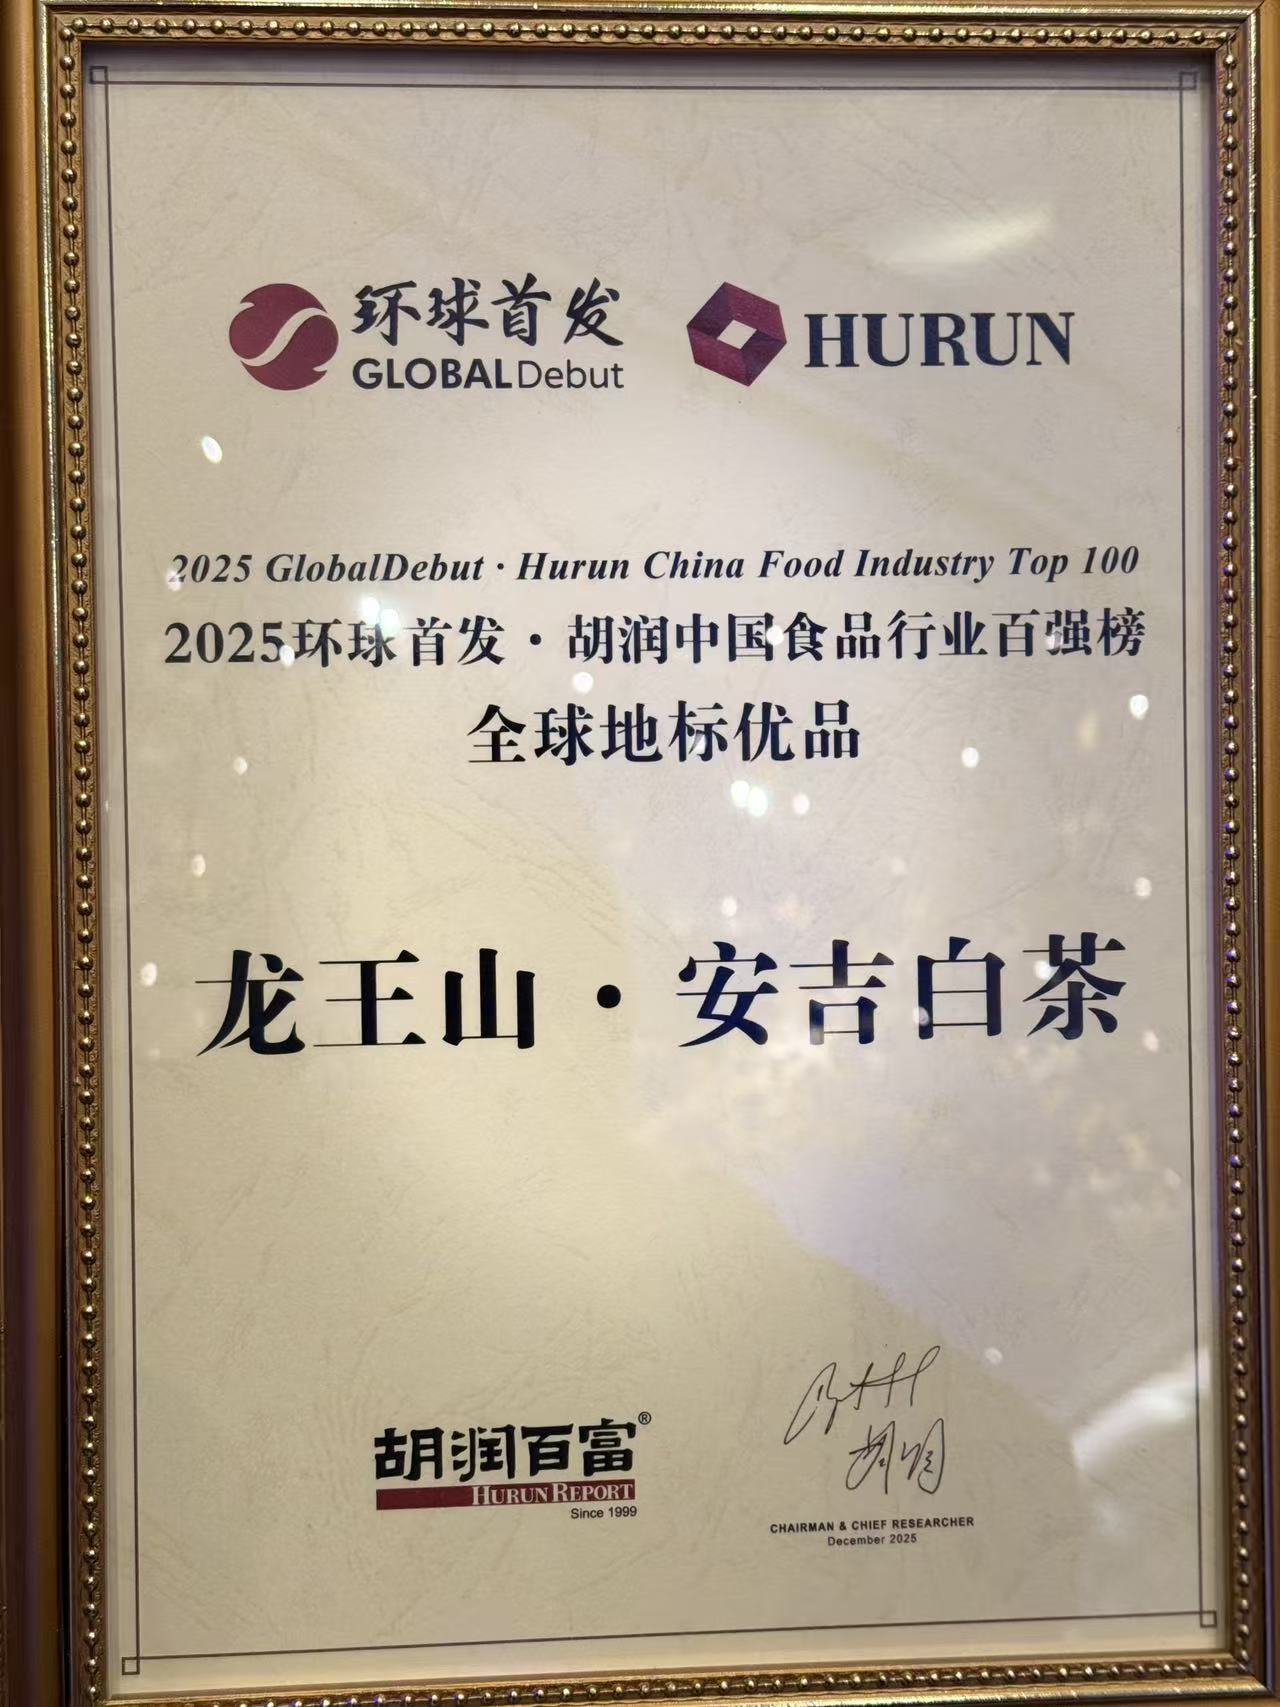 环球首发
GLOBALDebut
HURUN
2025 GlobalDebut · Hurun China Food Industry Top 100
2025环球首发·胡润中国食品行业百强榜
全球地标优品
龙王山·安吉白茶
胡润百富®
HURUN REPORT
Since 1999
胡润
CHAIRMAN & CHIEF RESEARCHER
December 2025